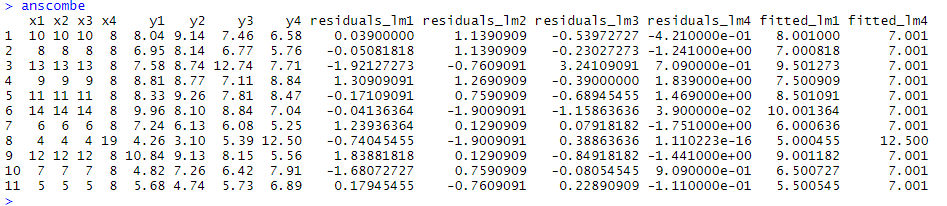 > anscombe
x1 x2 x3 x4 y1 y2 y3 y4 residuals_lm1 residuals_lm2 residuals_lm3 residuals_lm4 fitted_lm1 fitted_lm4
1 10 10 10 8 8.04 9.14 7.46 6.58 0.03900000 1.1390909 -0.53972727 -4.210000e-01 8.001000 7.001
2 8 8 8 8 6.95 8.14 6.77 5.76 -0.05081818 1.1390909 -0.23027273 -1.241000e+00 7.000818 7.001
3 13 13 13 8 7.58 8.74 12.74 7.71 -1.92127273 -0.7609091 3.24109091 7.090000e-01 9.501273 7.001
4 9 9 9 8 8.81 8.77 7.11 8.84 1.30909091 1.2690909 -0.39000000 1.839000e+00 7.500909 7.001
5 11 11 11 8 8.33 9.26 7.81 8.47 -0.17109091 0.7590909 -0.68945455 1.469000e+00 8.501091 7.001
6 14 14 14 8 9.96 8.10 8.84 7.04 -0.04136364 -1.9009091 -1.15863636 3.900000e-02 10.001364 7.001
7 6 6 6 8 7.24 6.13 6.08 5.25 1.23936364 0.1290909 0.07918182 -1.751000e+00 6.000636 7.001
8 4 4 4 19 4.26 3.10 5.39 12.50 -0.74045455 -1.9009091 0.38863636 1.110223e-16 5.000455 12.500
9 12 12 12 8 10.84 9.13 8.15 5.56 1.83881818 0.1290909 -0.84918182 -1.441000e+00 9.001182 7.001
10 7 7 7 8 4.82 7.26 6.42 7.91 -1.68072727 0.7590909 -0.08054545 9.090000e-01 6.500727 7.001
11 5 5 5 8 5.68 4.74 5.73 6.89 0.17945455 -0.7609091 0.22890909 -1.110000e-01 5.500545 7.001
>